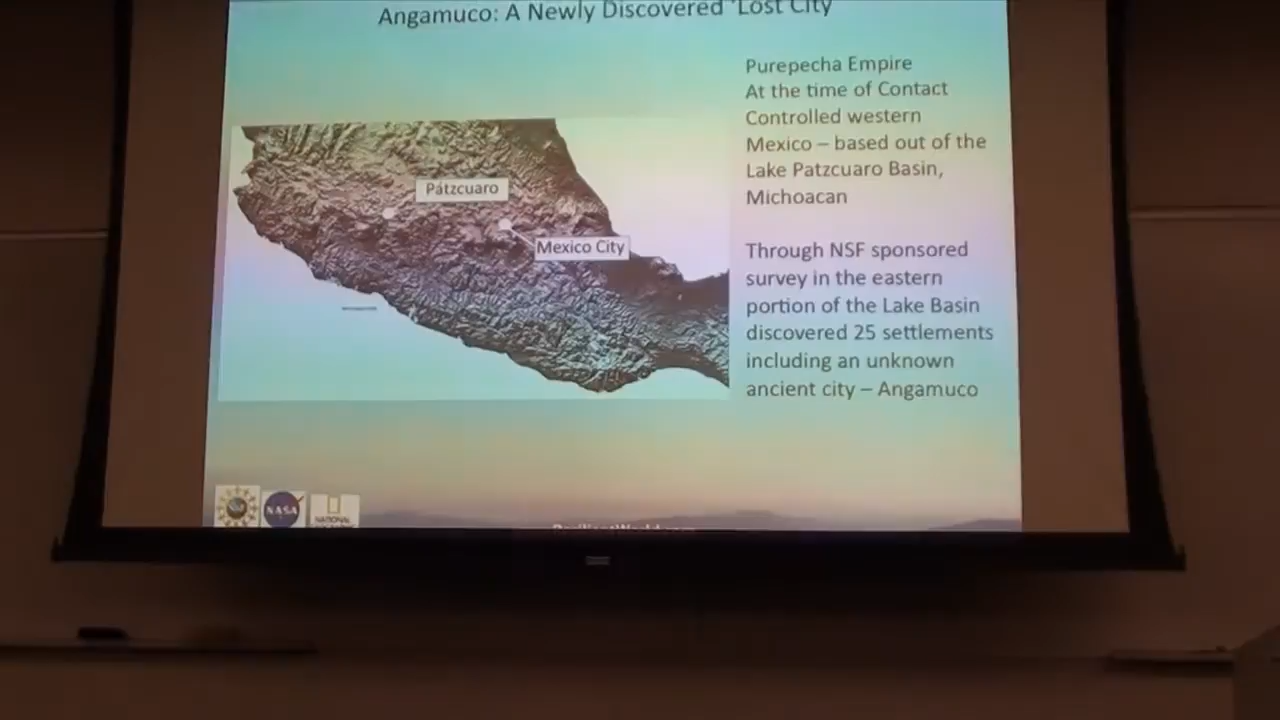 Angamuco: A Newly Discovered 'Lost City
Purepecha Empire
At the time of Contact
Controlled western
Mexico – based out of the
Lake Patzcuaro Basin,
Michoacan
Through NSF sponsored
survey in the eastern
portion of the Lake Basin
discovered 25 settlements
including an unknown
ancient city – Angamuco
Pátzcuaro
Mexico City
NSF
NASA
NATIONAL